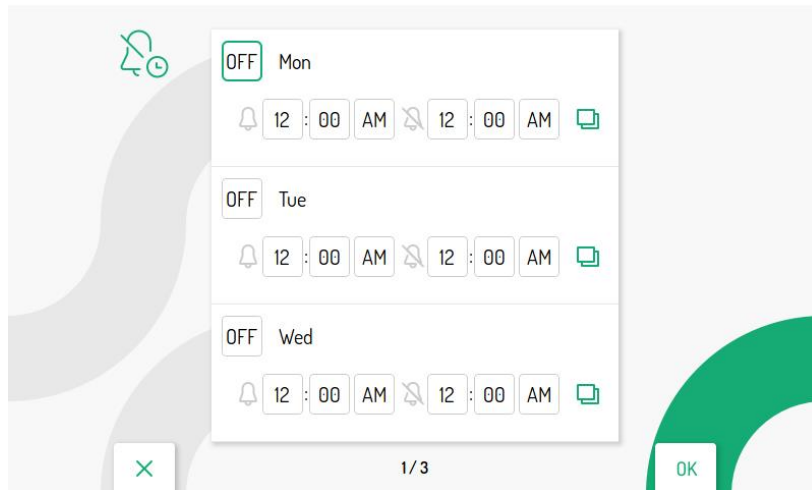 OFF Mon
12 : 00 AM 12 : 00 AM
OFF Tue
12 : 00 AM 12 : 00 AM
OFF Wed
12 : 00 AM 12 : 00 AM
1/3
OK